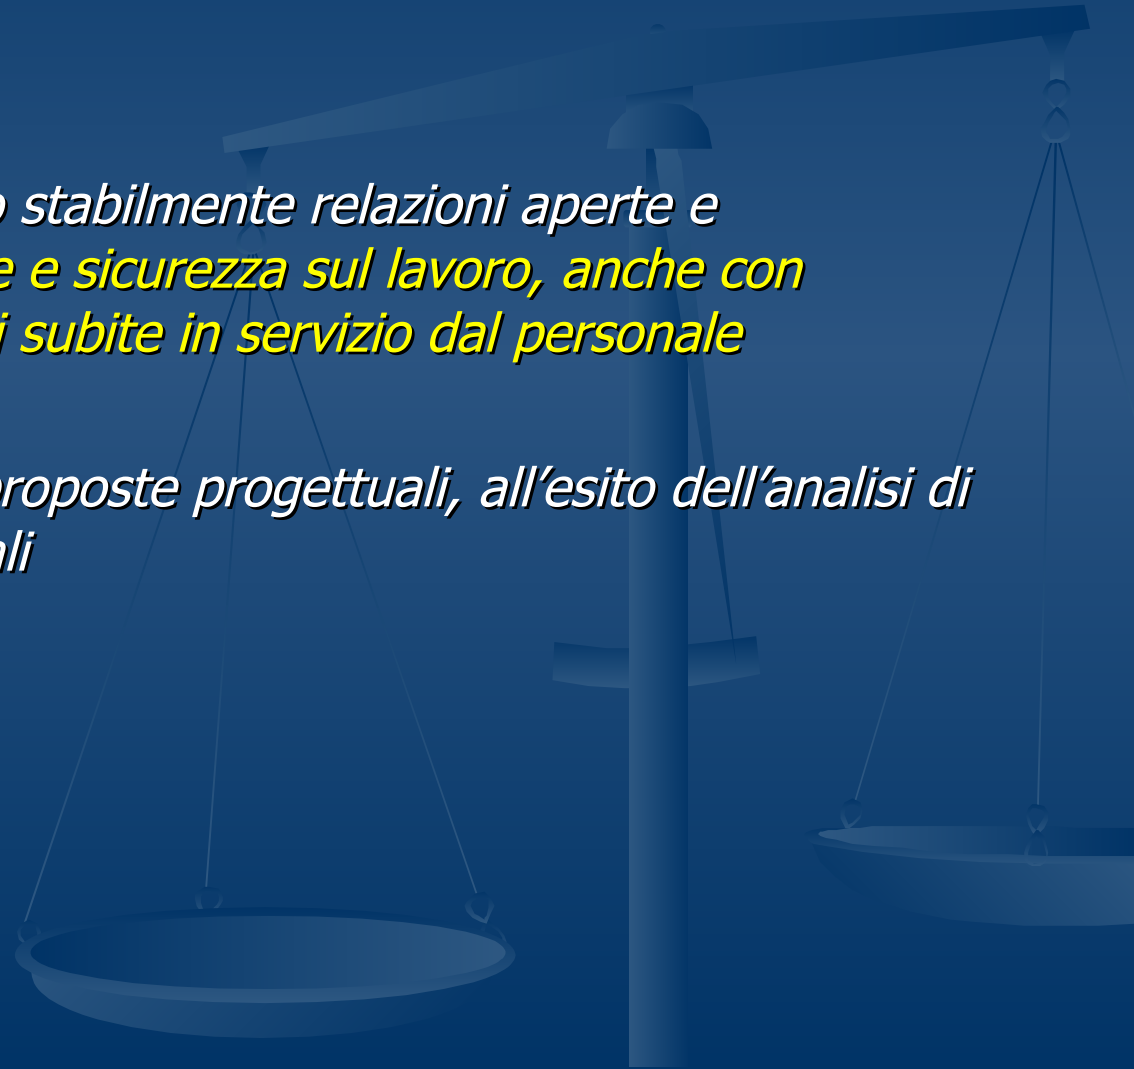 o stabilmente relazioni aperte e
e e sicurezza sul lavoro, anche con
i subite in servizio dal personale
proposte progettuali, all’esito dell’analisi di
ali